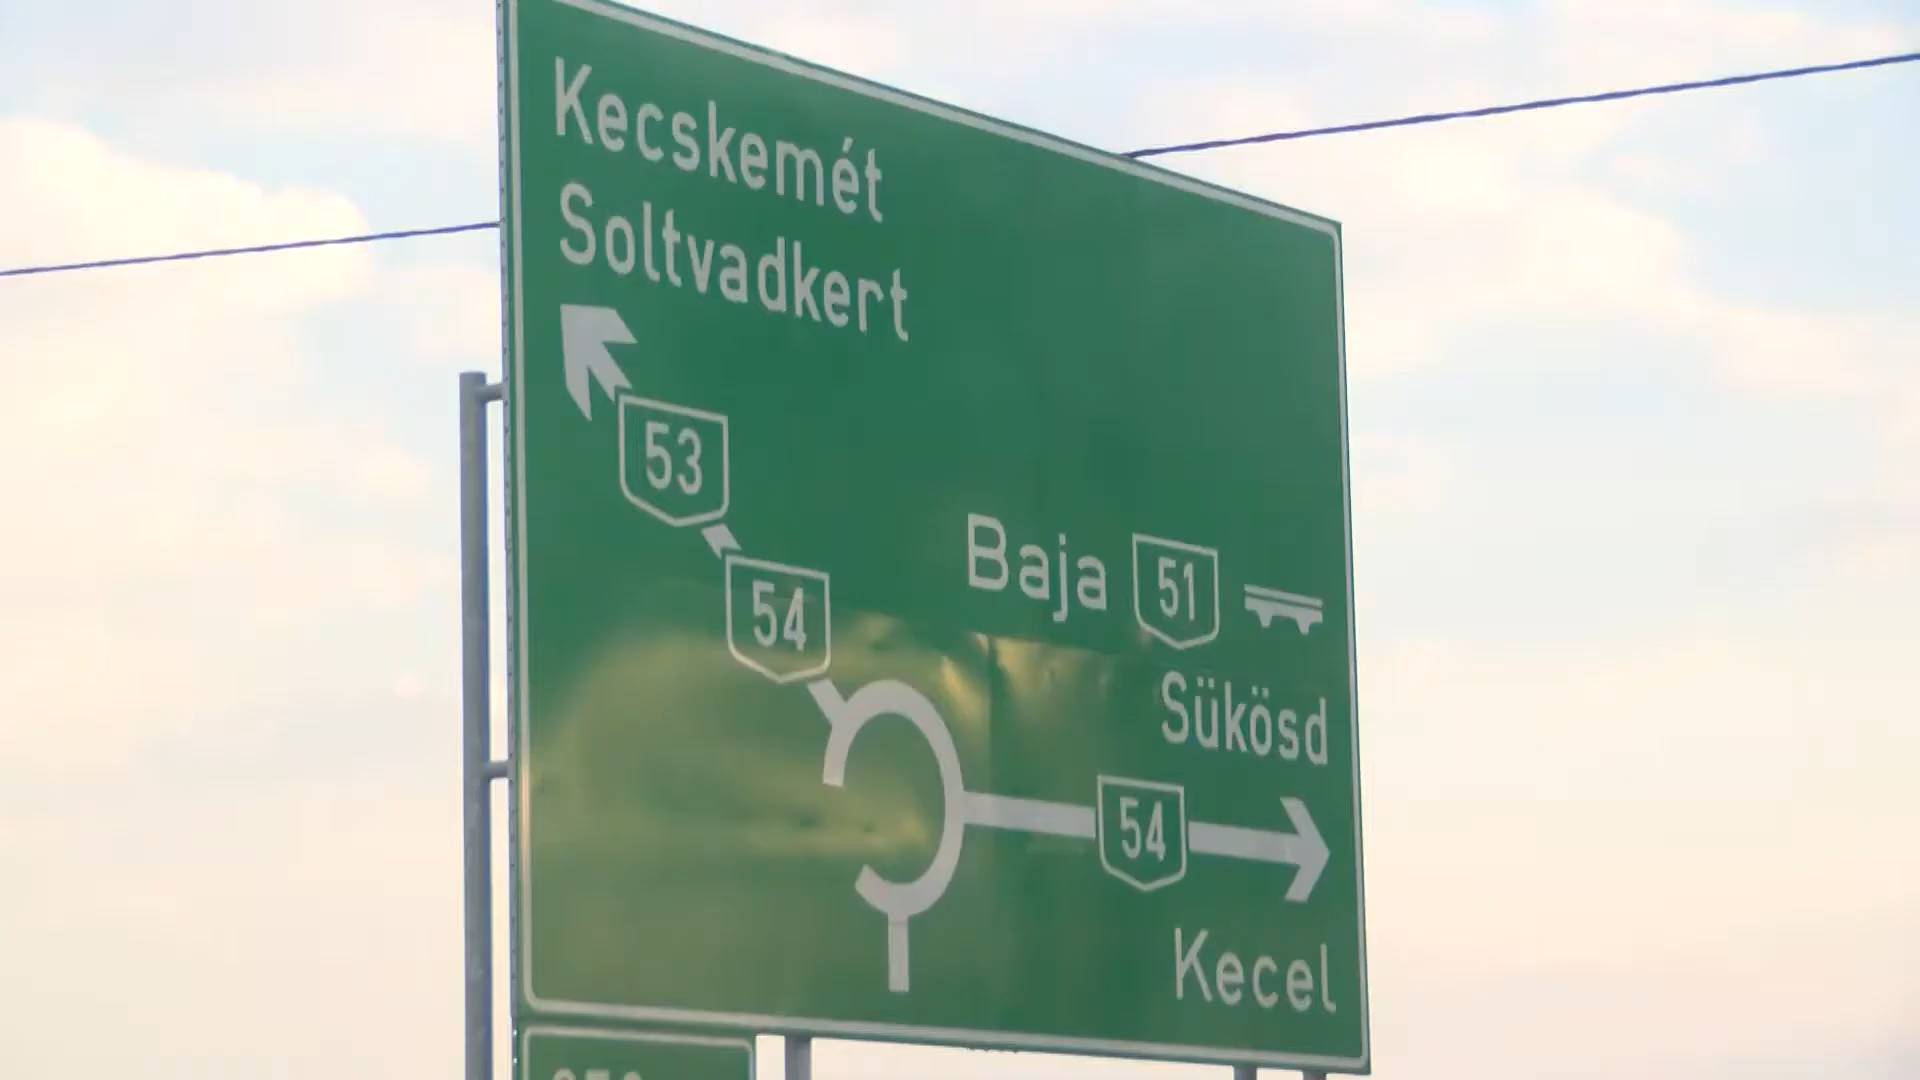 Kecskemét
Soltvadkert
53
54
Baja 51
Sükösd
54
Kecel